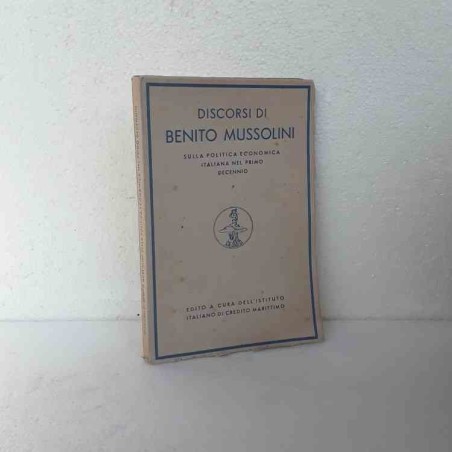 DISCORSI DI
BENITO MUSSOLINI
SULLA POLITICA ECONOMICA
ITALIANA NEL PRIMO
DECENNIO
EDITO A CURA DELL'ISTITUTO
ITALIANO DI CREDITO MARITTIMO